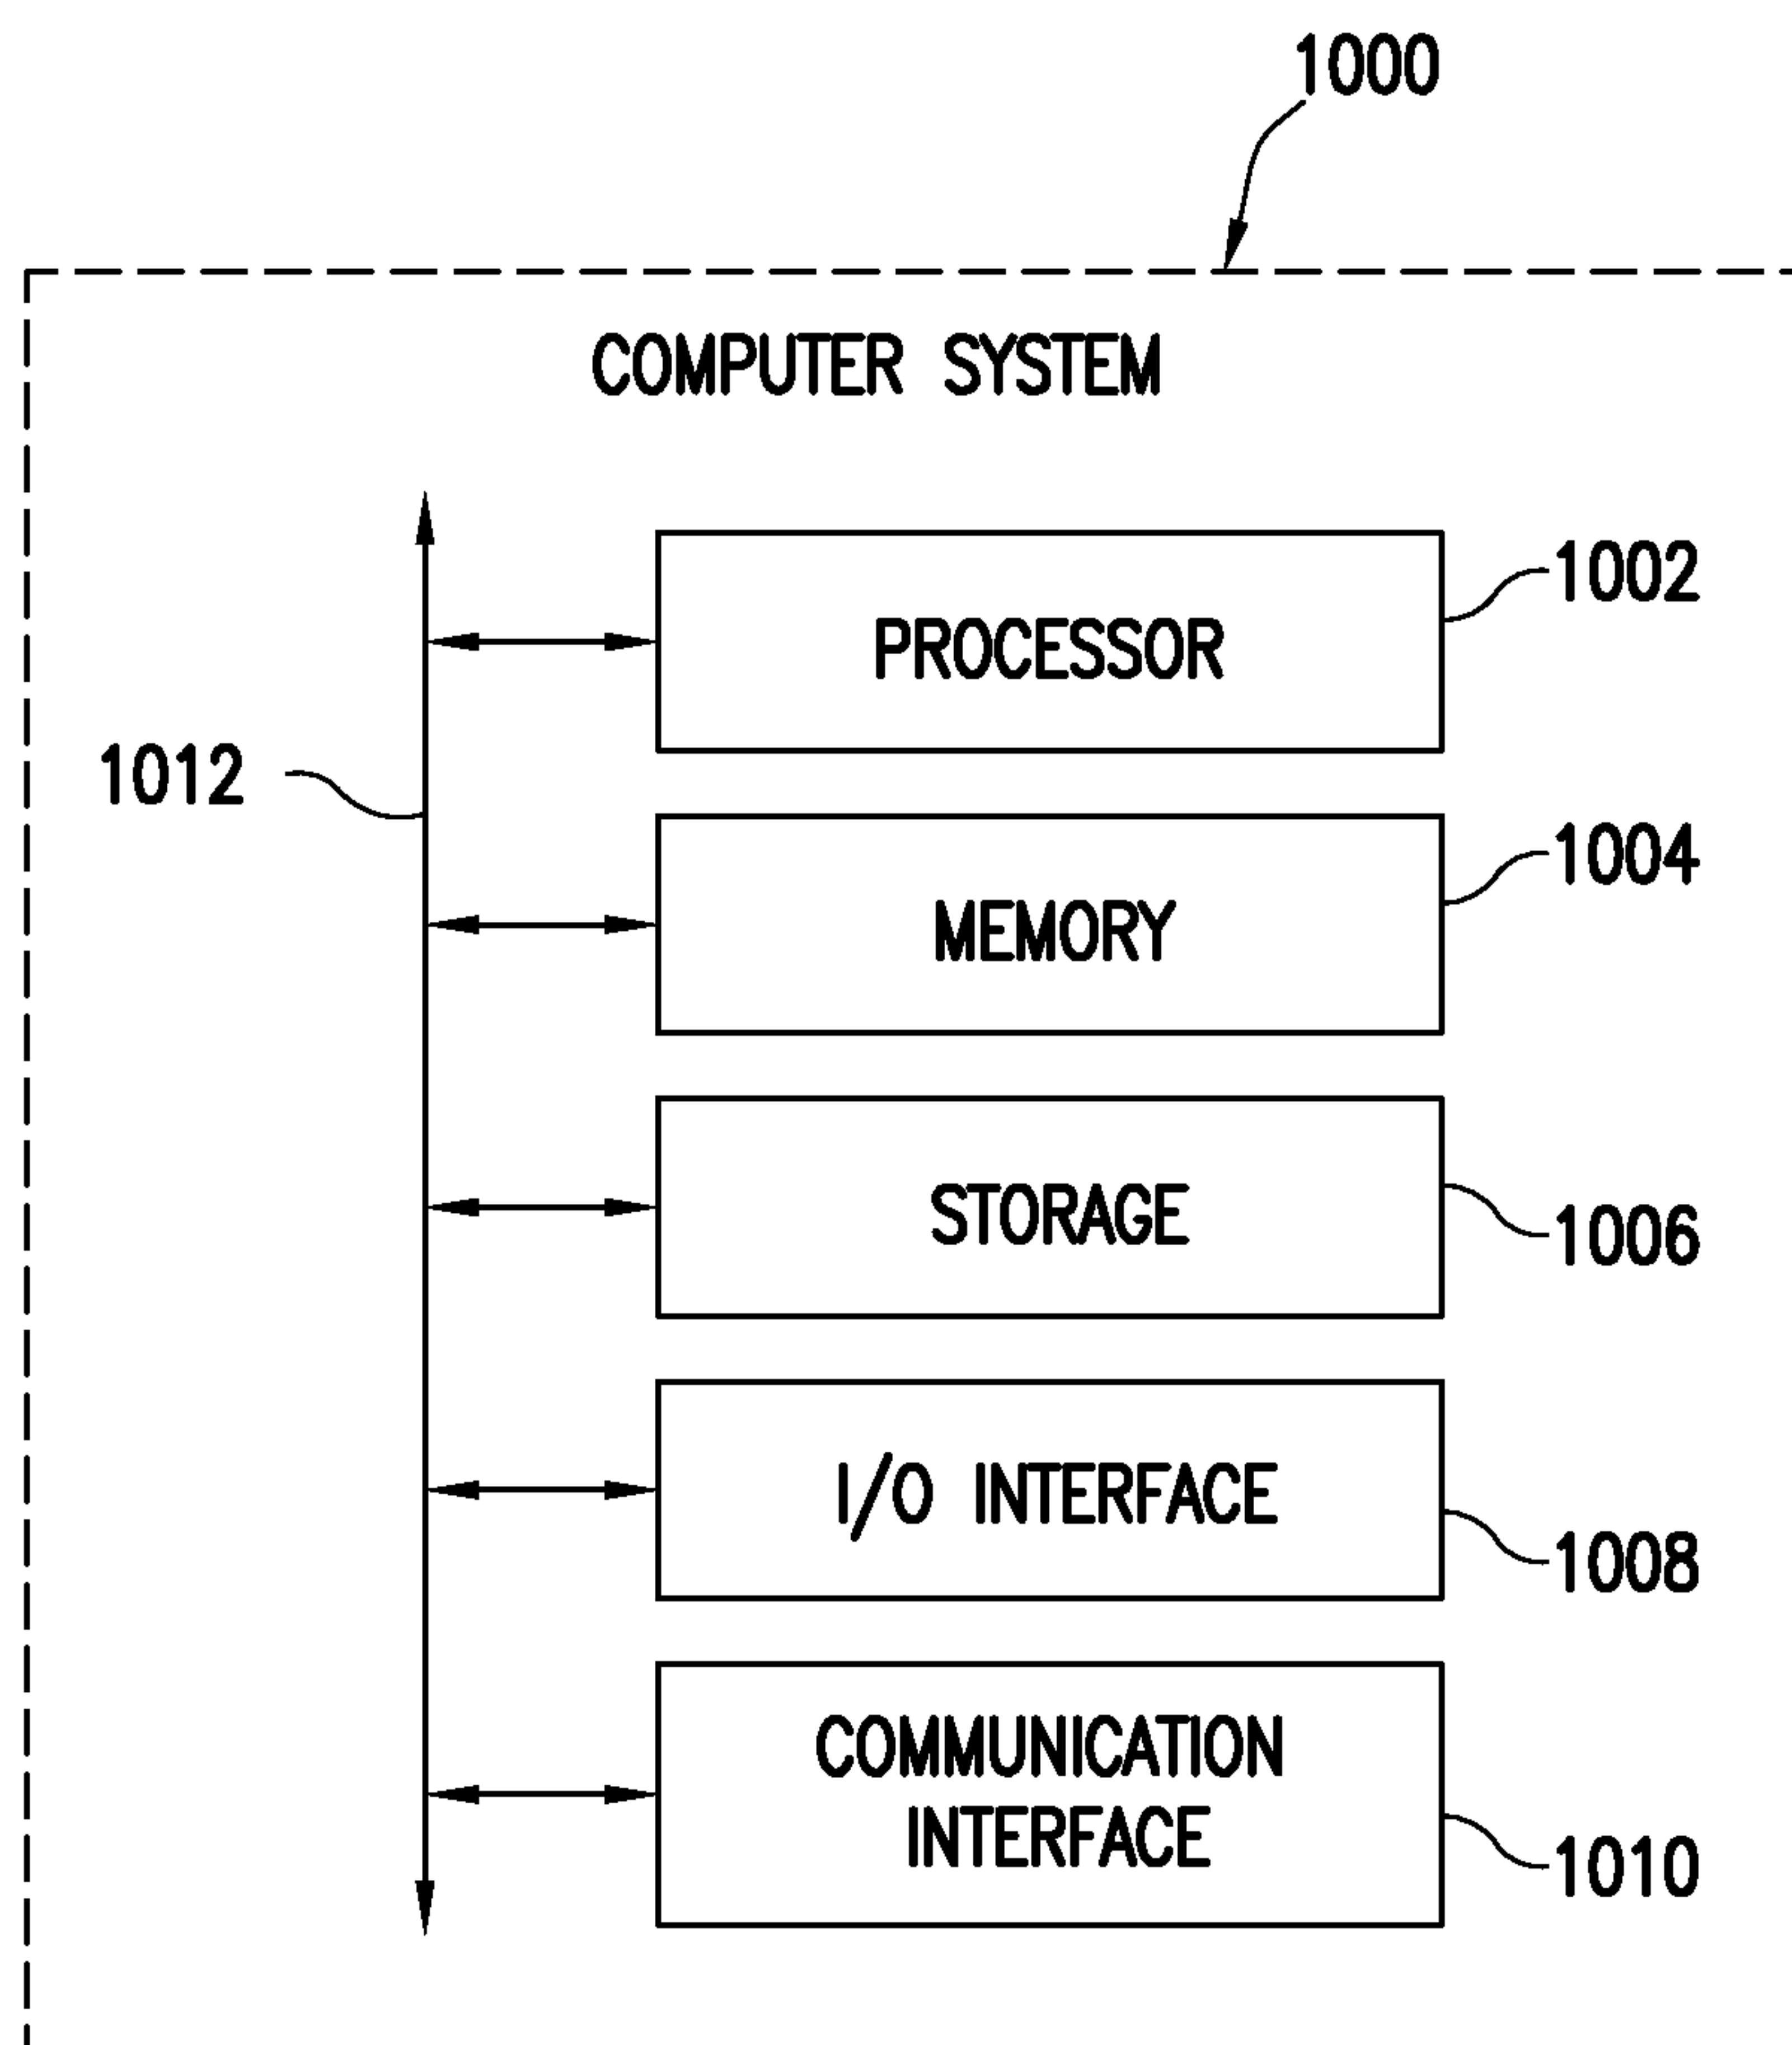 1000
COMPUTER SYSTEM
1002
PROCESSOR
1012
1004
MEMORY
STORAGE
1006
I/O INTERFACE
1008
COMMUNICATION
INTERFACE
1010